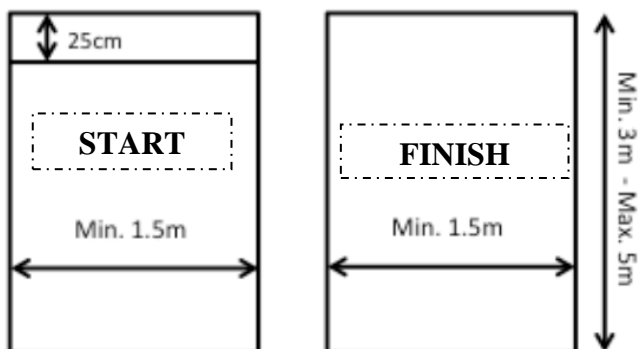 25cm
START
FINISH
Min. 1.5m
Min. 1.5m
Min. 3m - Max. 5m